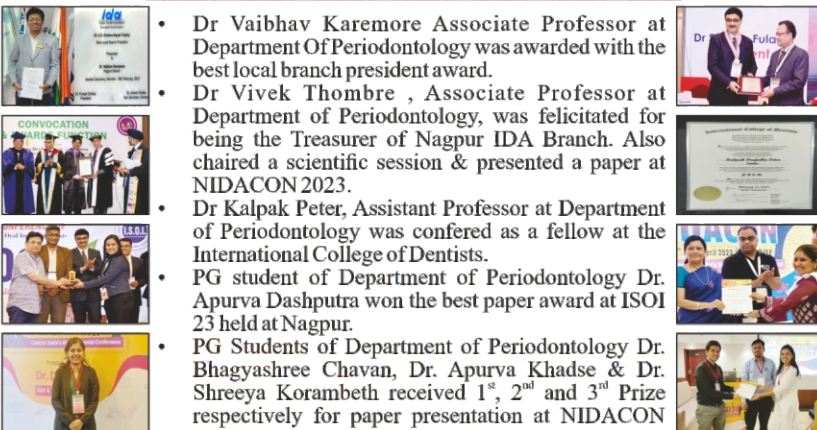 • Dr Vaibhav Karemore Associate Professor at
Department Of Periodontology was awarded with the
best local branch president award.
• Dr Vivek Thombre , Associate Professor at
Department of Periodontology, was felicitated for
being the Treasurer of Nagpur IDA Branch. Also
chaired a scientific session & presented a paper at
NIDACON 2023.
• Dr Kalpak Peter, Assistant Professor at Department
of Periodontology was confered as a fellow at the
International College of Dentists.
• PG student of Department of Periodontology Dr.
Apurva Dashputra won the best paper award at ISOI
23 held at Nagpur.
• PG Students of Department of Periodontology Dr.
Bhagyashree Chavan, Dr. Apurva Khadse & Dr.
Shreeya Korambeth received 1st, 2nd and 3rd Prize
respectively for paper presentation at NIDACON
ida
CONVOCATION
I.S.O.I.
International College of Dentists